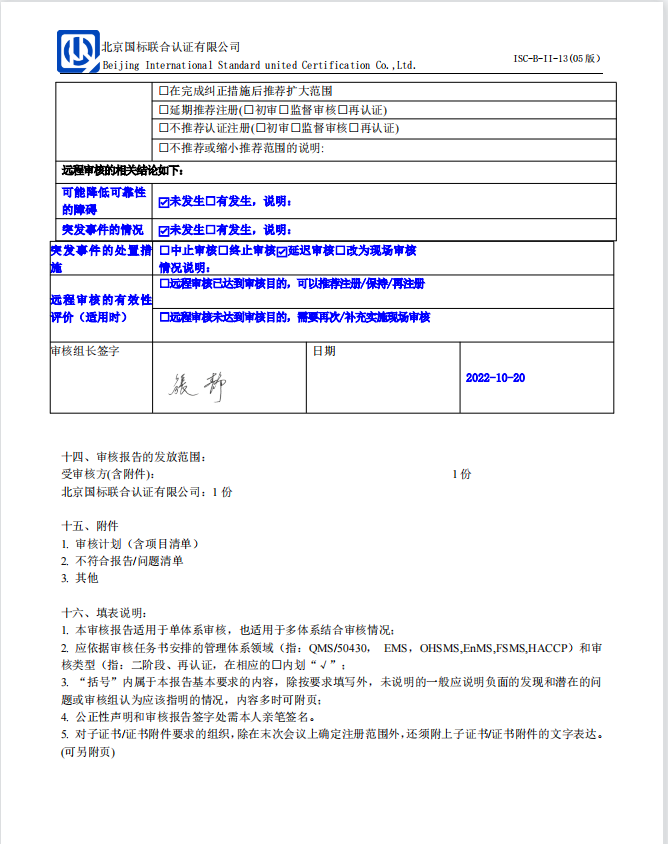 北京国标联合认证有限公司
Beijing International Standard united Certification Co.,Ltd.
ISC-B-II-13(05版)
□在完成纠正措施后推荐扩大范围
□延期推荐注册(□初审□监督审核□再认证)
□不推荐认证注册(□初审□监督审核□再认证)
□不推荐或缩小推荐范围的说明:
远程审核的相关结论如下:
可能降低可靠性
的障碍
☑未发生□有发生，说明:
突发事件的情况
☑未发生□有发生，说明:
突发事件的处置措
施
□中止审核□终止审核☑延迟审核□改为现场审核
情况说明:
远程审核的有效性
评价（适用时）
□远程审核已达到审核目的，可以推荐注册/保持/再注册
□远程审核未达到审核目的，需要再次/补充实施现场审核
审核组长签字
日期
2022-10-20
十四、审核报告的发放范围:
受审核方(含附件): 1份
北京国标联合认证有限公司: 1份
十五、附件
1. 审核计划（含项目清单）
2. 不符合报告/问题清单
3. 其他
十六、填表说明:
1. 本审核报告适用于单体系审核，也适用于多体系结合审核情况;
2. 应依据审核任务书安排的管理体系领域（指: QMS/50430, EMS, OHSMS,EnMS,FSMS,HACCP）和审
核类型（指: 二阶段、再认证，在相应的□内划“√”;
3. “括号”内属于本报告基本要求的内容，除按要求填写外，未说明的一般应说明负面的发现和潜在的问
题或审核组认为应该指明的情况，内容多时可附页;
4. 公正性声明和审核报告签字处需本人亲笔签名。
5. 对子证书/证书附件要求的组织,除在末次会议上确定注册范围外,还须附上子证书/证书附件的文字表达。
(可另附页)